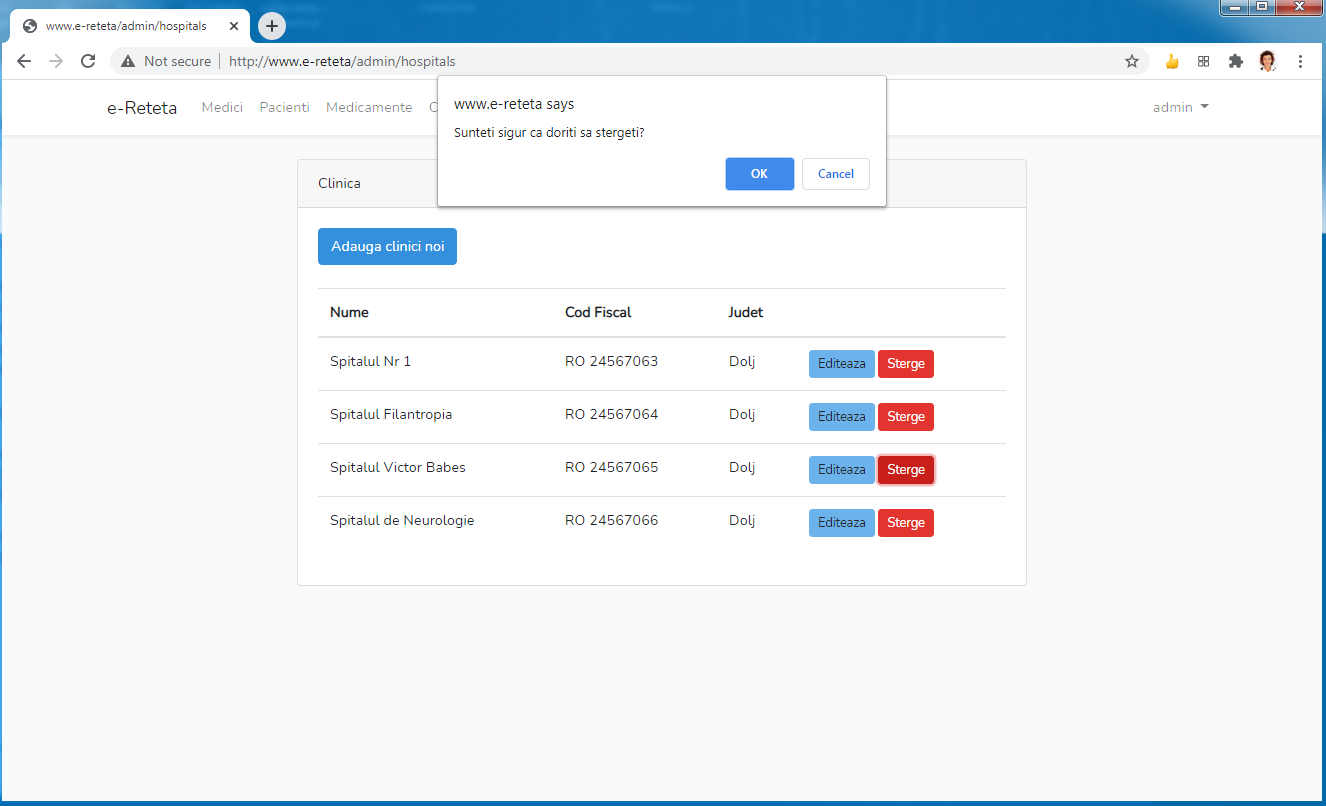 www.e-reteta/admin/hospitals
Not secure http://www.e-reteta/admin/hospitals
e-Reteta Medici Pacienti Medicamente admin
www.e-reteta says
Sunteti sigur ca doriti sa stergeti?
OK Cancel
Clinica
Adauga clinici noi
Nume Cod Fiscal Judet
Spitalul Nr 1 RO 24567063 Dolj Editeaza Sterge
Spitalul Filantropia RO 24567064 Dolj Editeaza Sterge
Spitalul Victor Babes RO 24567065 Dolj Editeaza Sterge
Spitalul de Neurologie RO 24567066 Dolj Editeaza Sterge